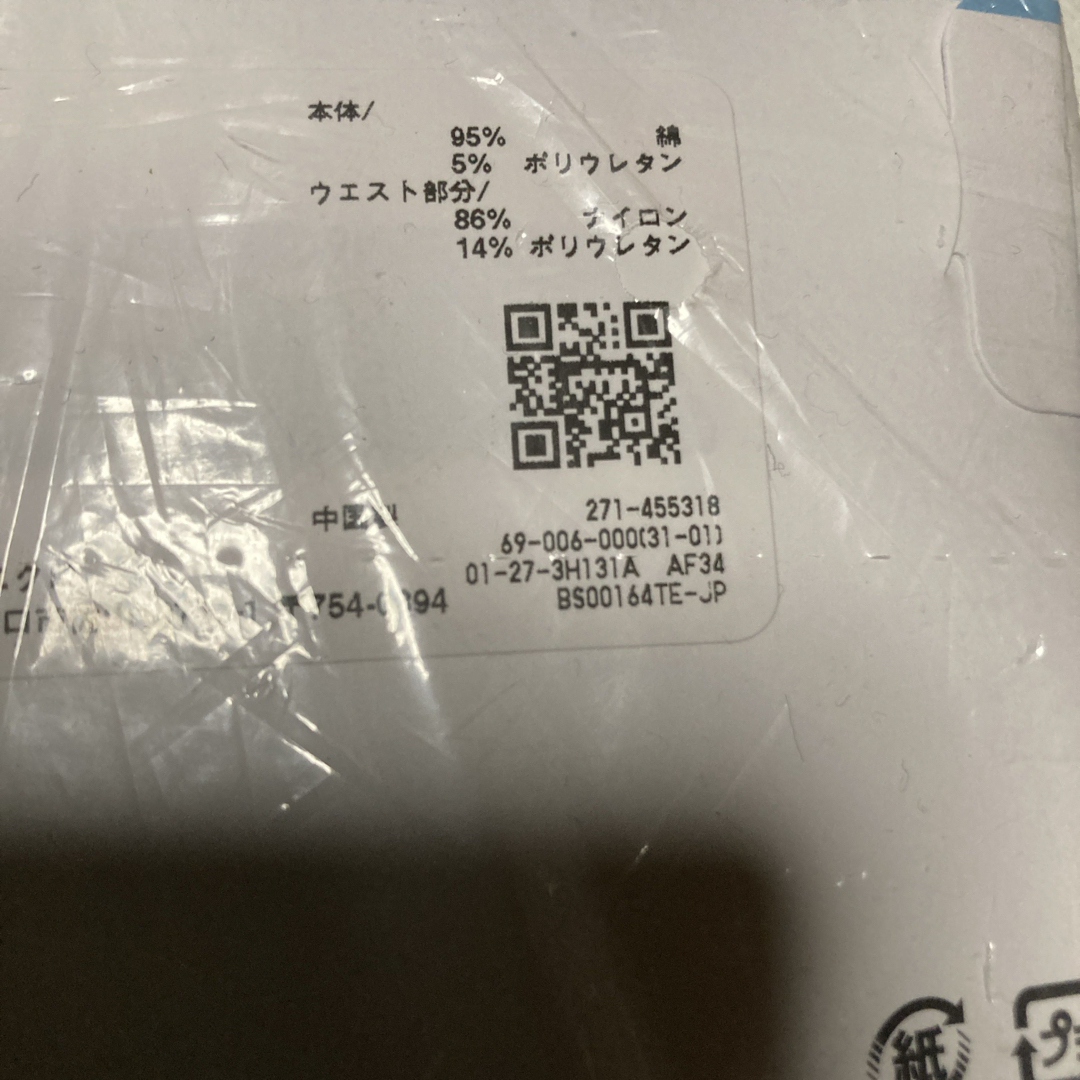 本体/
95% 綿
5% ポリウレタン
ウエスト部分/
86% ナイロン
14% ポリウレタン
中国製
271-455318
69-006-000(31-01)
01-27-3H131A AF34
BS00164TE-JP
紙
プ